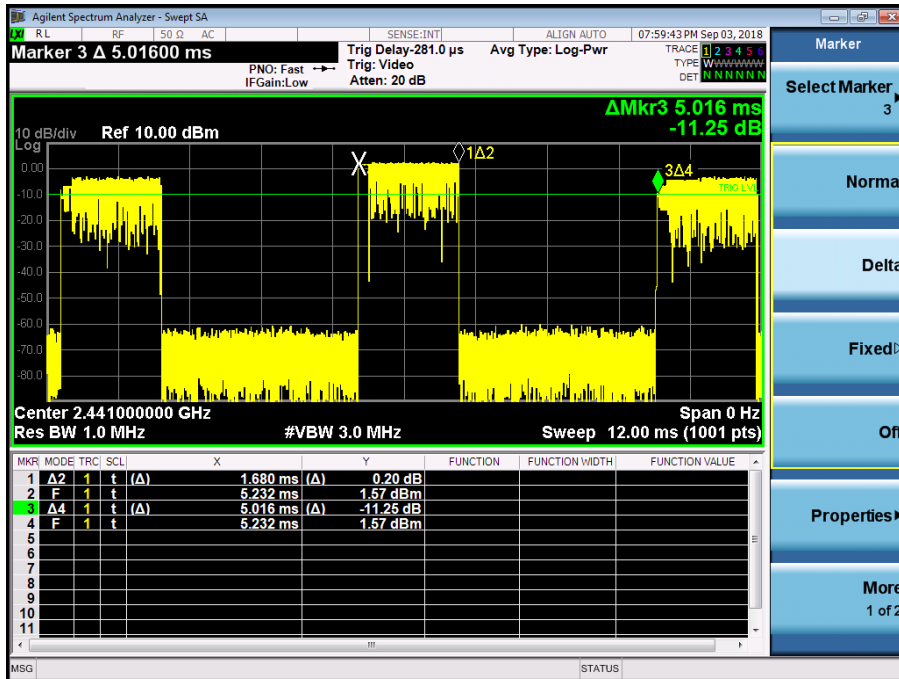 Agilent Spectrum Analyzer - Swept SA
LXI RL RF 50 Ω AC SENSE:INT ALIGN AUTO 07:59:43 PM Sep 03, 2018
Marker 3 Δ 5.01600 ms
PNO: Fast
IFGain:Low
Trig Delay-281.0 µs
Trig: Video
Atten: 20 dB
Avg Type: Log-Pwr
TRACE 1 2 3 4 5 6
TYPE WWWWWW
DET N N N N N N
ΔMkr3 5.016 ms
-11.25 dB
10 dB/div
Log
Ref 10.00 dBm
1Δ2
3Δ4
TRIG LVL
0.00
-10.0
-20.0
-30.0
-40.0
-50.0
-60.0
-70.0
-80.0
Center 2.441000000 GHz Span 0 Hz
Res BW 1.0 MHz #VBW 3.0 MHz Sweep 12.00 ms (1001 pts)
MKR MODE TRC SCL X Y FUNCTION FUNCTION WIDTH FUNCTION VALUE
1 Δ2 1 t (Δ) 1.680 ms (Δ) 0.20 dB
2 F 1 t 5.232 ms 1.57 dBm
3 Δ4 1 t (Δ) 5.016 ms (Δ) -11.25 dB
4 F 1 t 5.232 ms 1.57 dBm
5
6
7
8
9
10
11
MSG STATUS
Marker
Select Marker
3
Norma
Delta
Fixed
Off
Properties
More
1 of 2